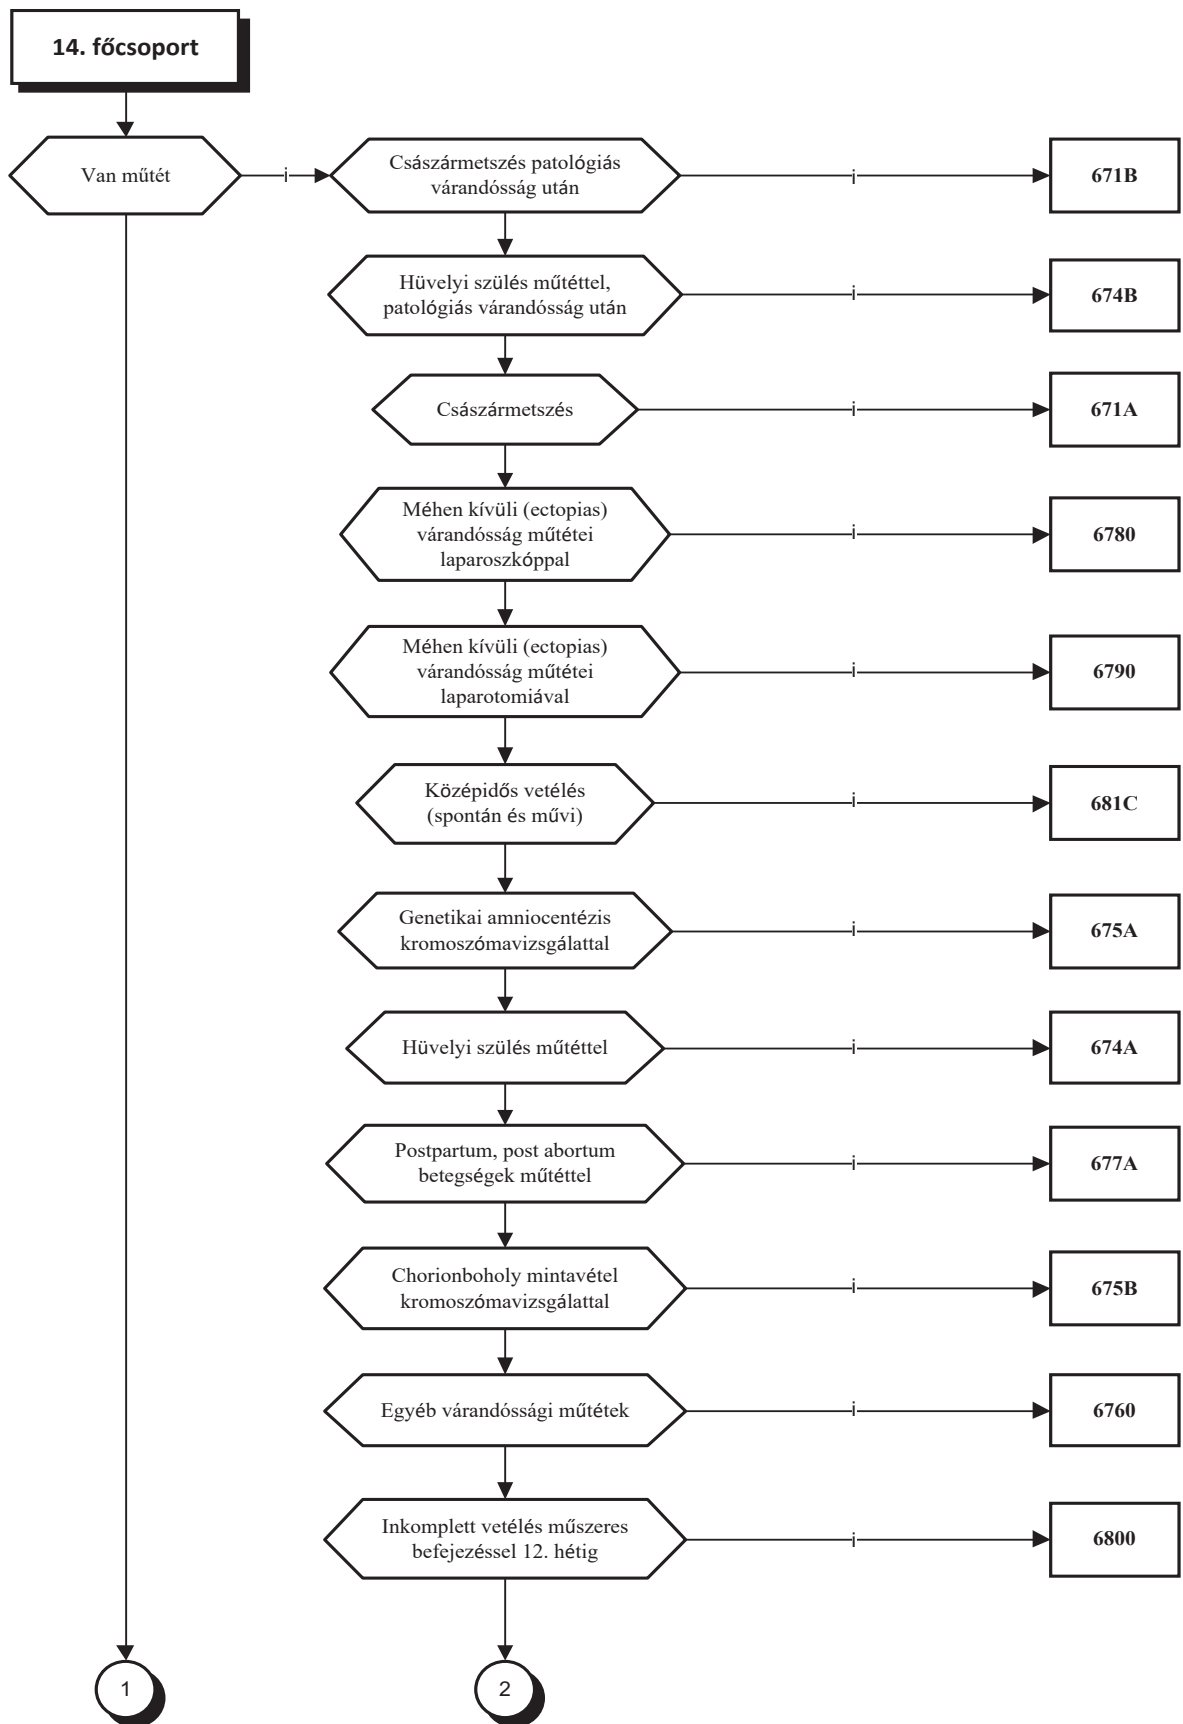 14. főcsoport
Van műtét
i
Császármetszés patológiás
várandósság után
i
671B
Hüvelyi szülés műtéttel,
patológiás várandósság után
i
674B
Császármetszés
i
671A
Méhen kívüli (ectopias)
várandósság műtétei
laparoszkóppal
i
6780
Méhen kívüli (ectopias)
várandósság műtétei
laparotomiával
i
6790
Középidős vetélés
(spontán és művi)
i
681C
Genetikai amniocentézis
kromoszómavizsgálattal
i
675A
Hüvelyi szülés műtéttel
i
674A
Postpartum, post abortum
betegségek műtéttel
i
677A
Chorionboholy mintavétel
kromoszómavizsgálattal
i
675B
Egyéb várandóssági műtétek
i
6760
Inkomplett vetélés műszeres
befejezéssel 12. hétig
i
6800
1
2